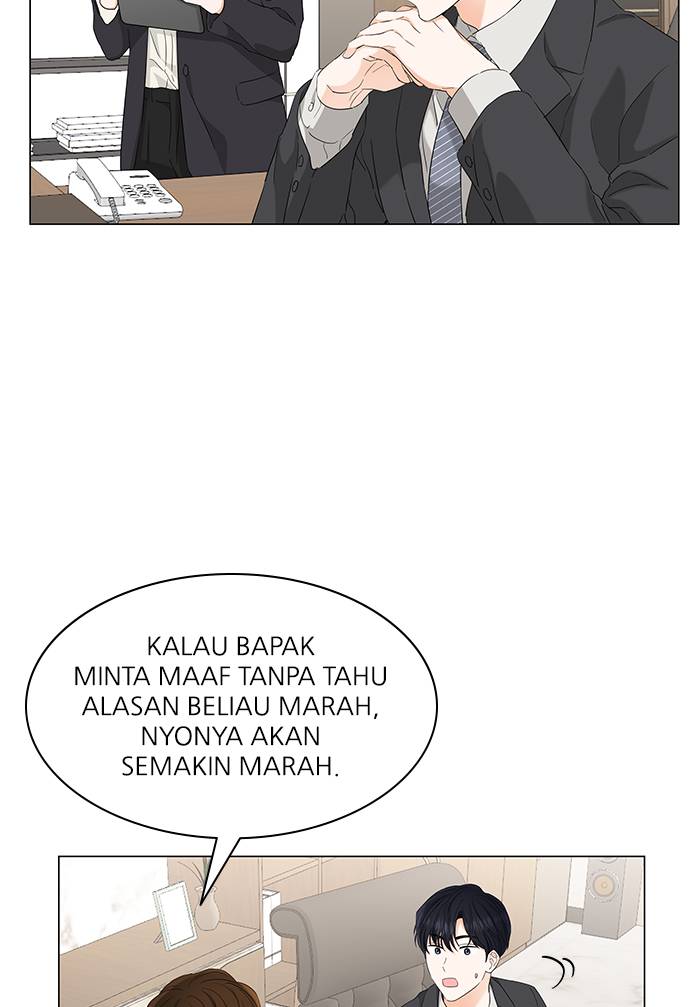 KALAU BAPAK
MINTA MAAF TANPA TAHU
ALASAN BELIAU MARAH,
NYONYA AKAN
SEMAKIN MARAH.